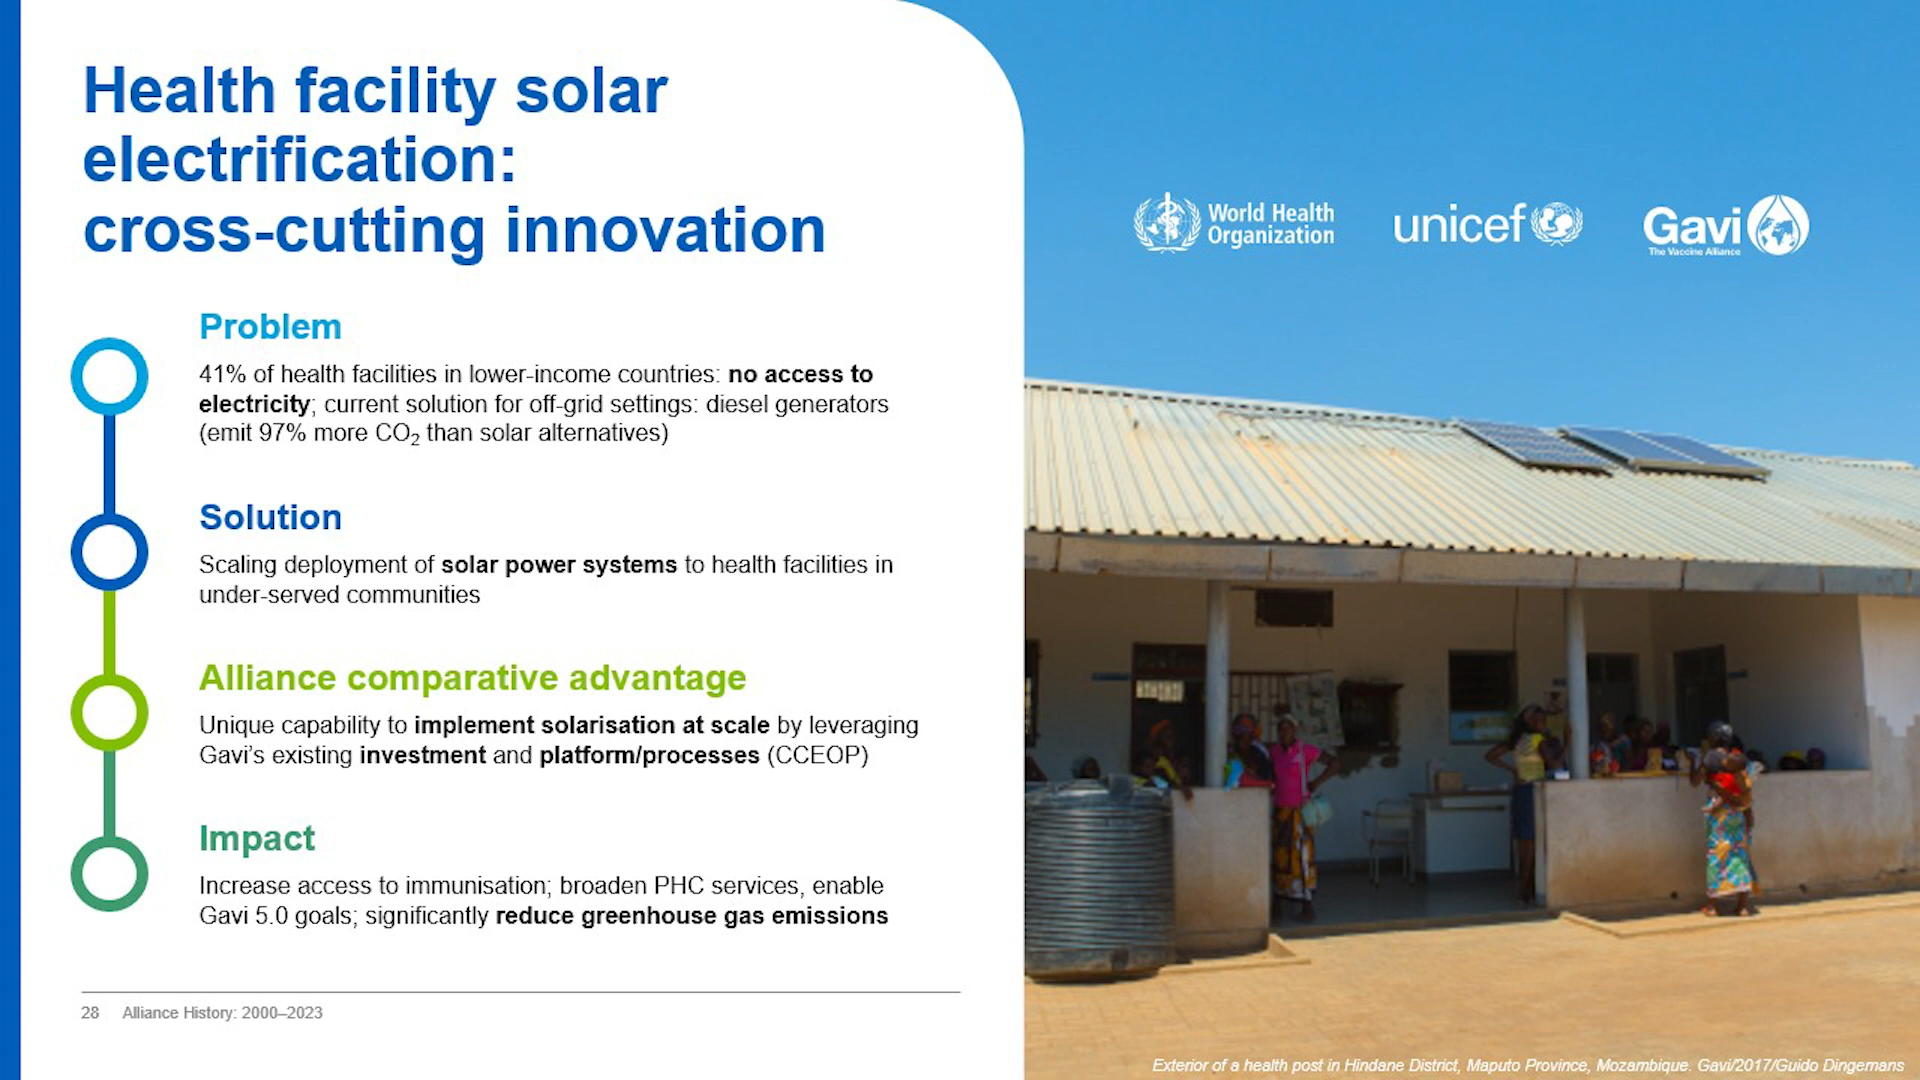 Health facility solar
electrification:
cross-cutting innovation
Problem
41% of health facilities in lower-income countries: no access to
electricity; current solution for off-grid settings: diesel generators
(emit 97% more CO₂ than solar alternatives)
Solution
Scaling deployment of solar power systems to health facilities in
under-served communities
Alliance comparative advantage
Unique capability to implement solarisation at scale by leveraging
Gavi’s existing investment and platform/processes (CCEOP)
Impact
Increase access to immunisation; broaden PHC services, enable
Gavi 5.0 goals; significantly reduce greenhouse gas emissions
28 Alliance History: 2000–2023
World Health
Organization
unicef
Gavi
The Vaccine Alliance
Exterior of a health post in Hindane District, Maputo Province, Mozambique. Gavi/2017/Guido Dingemans